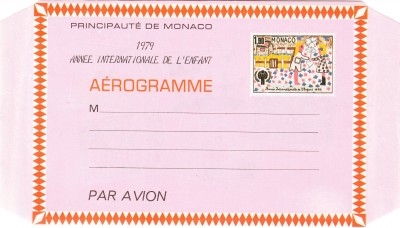 PRINCIPAUTÉ DE MONACO
1979
ANNÉE INTERNATIONALE DE L'ENFANT
AÉROGRAMME
MONACO
M
PAR AVION